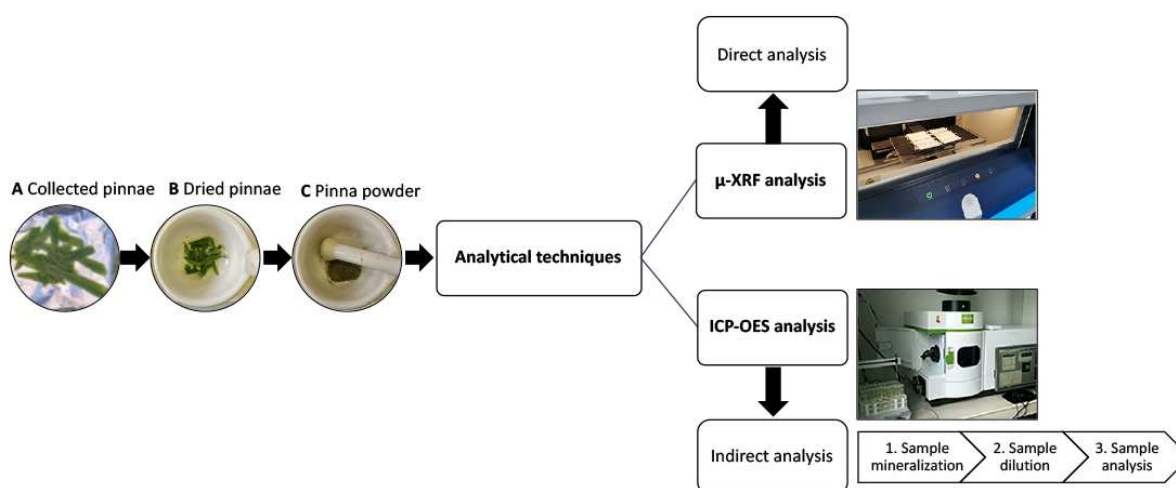 A Collected pinnae
B Dried pinnae
C Pinna powder
Analytical techniques
Direct analysis
μ-XRF analysis
ICP-OES analysis
Indirect analysis
1. Sample
mineralization
2. Sample
dilution
3. Sample
analysis